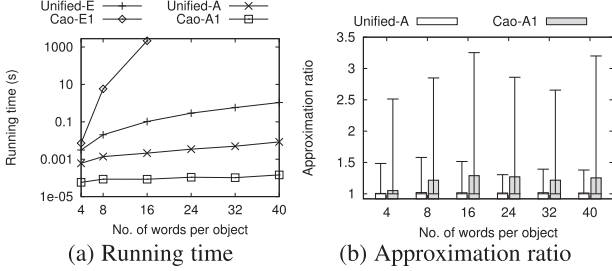 Unified-E
Unified-A
Cao-E1
Cao-A1
Running time (s)
1000
10
0.1
0.001
1e-05
4 8 16 24 32 40
No. of words per object
(a) Running time
Unified-A
Cao-A1
Approximation ratio
3.5
3
2.5
2
1.5
1
4 8 16 24 32 40
No. of words per object
(b) Approximation ratio